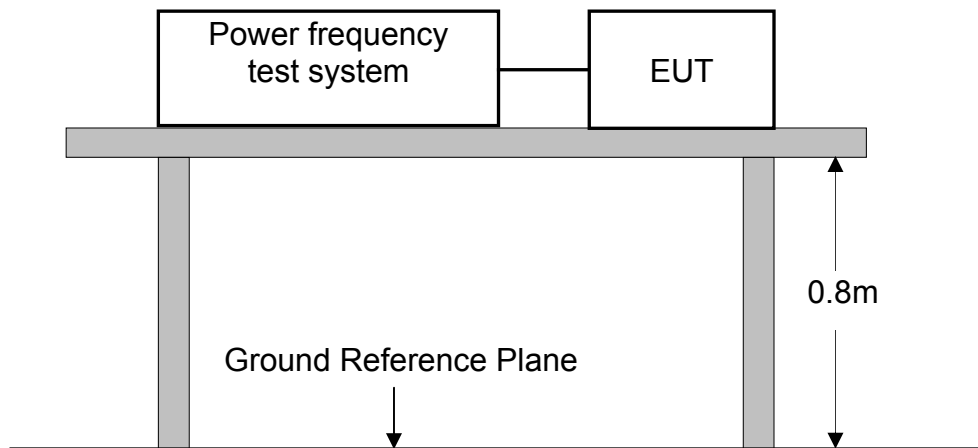 Power frequency
test system
EUT
0.8m
Ground Reference Plane